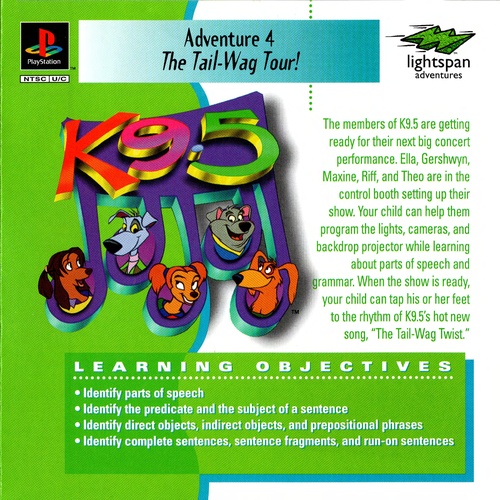 PlayStation
NTSC U/C
Adventure 4
The Tail-Wag Tour!
lightspan
adventures
K9.5
The members of K9.5 are getting
ready for their next big concert
performance. Ella, Gershwyn,
Maxine, Riff, and Theo are in the
control booth setting up their
show. Your child can help them
program the lights, cameras, and
backdrop projector while learning
about parts of speech and
grammar. When the show is ready,
your child can tap his or her feet
to the rhythm of K9.5's hot new
song, "The Tail-Wag Twist."
TM
LEARNING OBJECTIVES
• Identify parts of speech
• Identify the predicate and the subject of a sentence
• Identify direct objects, indirect objects, and prepositional phrases
• Identify complete sentences, sentence fragments, and run-on sentences